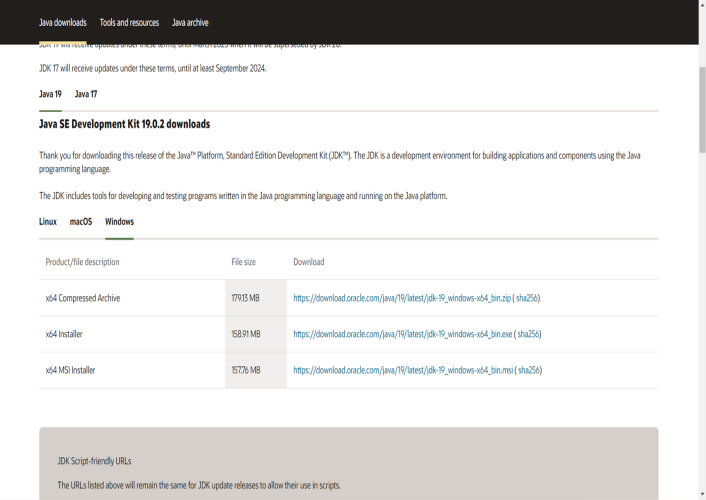 Java downloads Tools and resources Java archive
JDK 17 will receive updates under these terms, until at least September 2024.
Java 19 Java 17
Java SE Development Kit 19.0.2 downloads
Thank you for downloading this release of the Java™ Platform, Standard Edition Development Kit (JDK™). The JDK is a development environment for building applications and components using the Java
programming language.
The JDK includes tools for developing and testing programs written in the Java programming language and running on the Java platform.
Linux macOS Windows
Product/file description File size Download
x64 Compressed Archive 179.13 MB https://download.oracle.com/java/19/latest/jdk-19_windows-x64_bin.zip ( sha256)
x64 Installer 158.91 MB https://download.oracle.com/java/19/latest/jdk-19_windows-x64_bin.exe ( sha256)
x64 MSI Installer 157.76 MB https://download.oracle.com/java/19/latest/jdk-19_windows-x64_bin.msi ( sha256)
JDK Script-friendly URLs
The URLs listed above will remain the same for JDK update releases to allow their use in scripts.